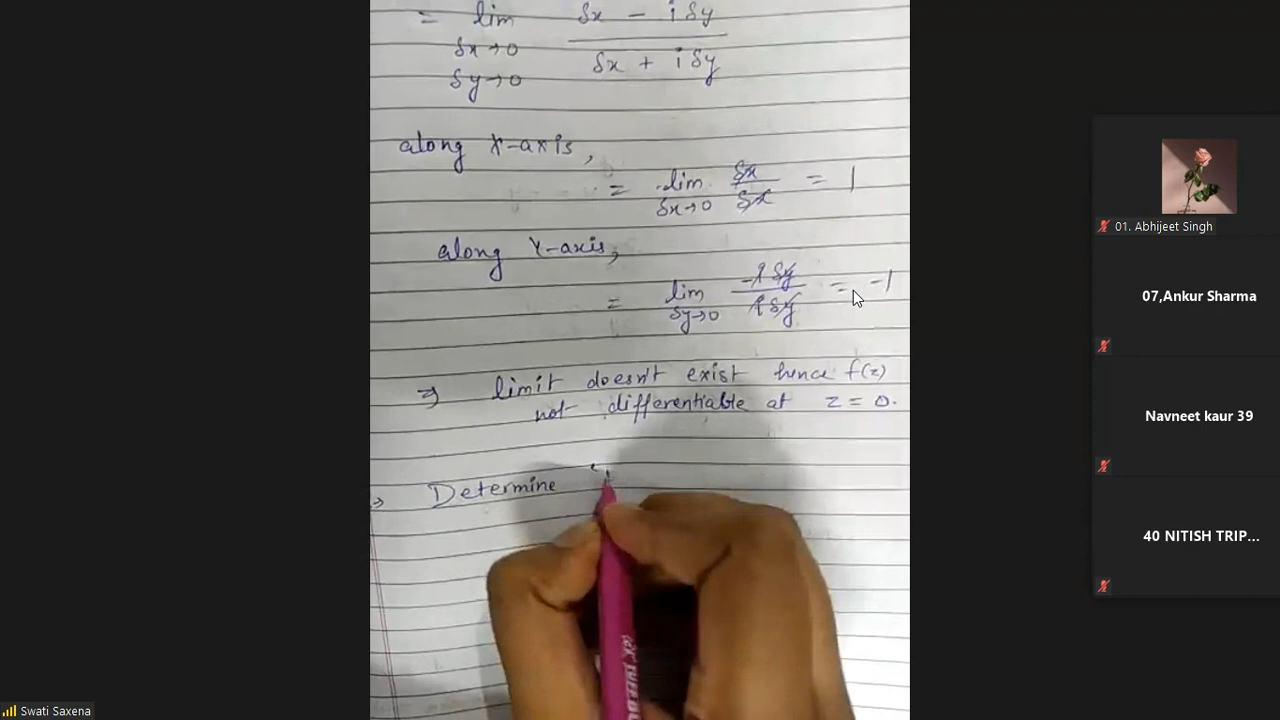 = lim δx - iδy
δx→0 δx + iδy
δy→0
along X-axis,
= lim δx = 1
δx→0 δx
along Y-axis,
= lim -iδy = -1
δy→0 iδy
⇒ limit doesn't exist hence f(z)
not differentiable at z = 0.
→ Determine
01. Abhijeet Singh
07,Ankur Sharma
Navneet kaur 39
40 NITISH TRIP...
Swati Saxena